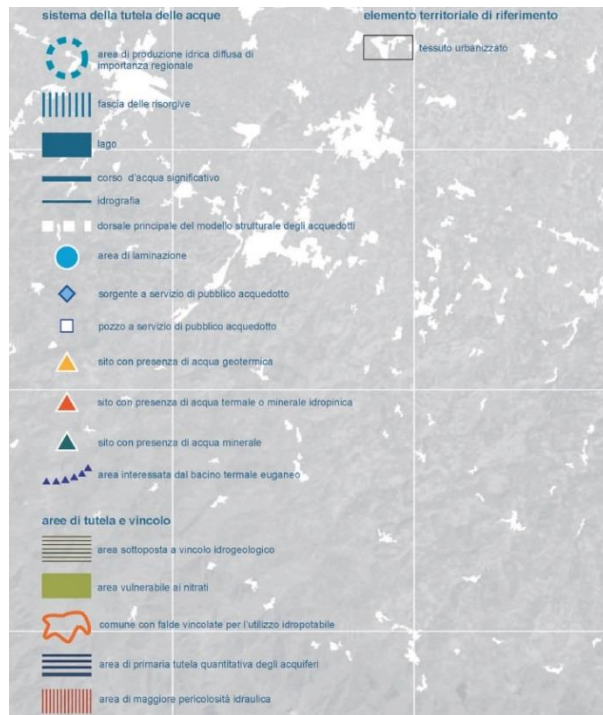 sistema della tutela delle acque
area di produzione idrica diffusa di
importanza regionale
fascia delle risorgive
lago
corso d'acqua significativo
idrografia
dorsale principale del modello strutturale degli acquedotti
area di laminazione
sorgente a servizio di pubblico acquedotto
pozzo a servizio di pubblico acquedotto
sito con presenza di acqua geotermica
sito con presenza di acqua termale o minerale idropinica
sito con presenza di acqua minerale
area interessata dal bacino termale euganeo
aree di tutela e vincolo
area sottoposta a vincolo idrogeologico
area vulnerabile ai nitrati
comune con falde vincolate per l'utilizzo idropotabile
area di primaria tutela quantitativa degli acquiferi
area di maggiore pericolosità idraulica
elemento territoriale di riferimento
tessuto urbanizzato